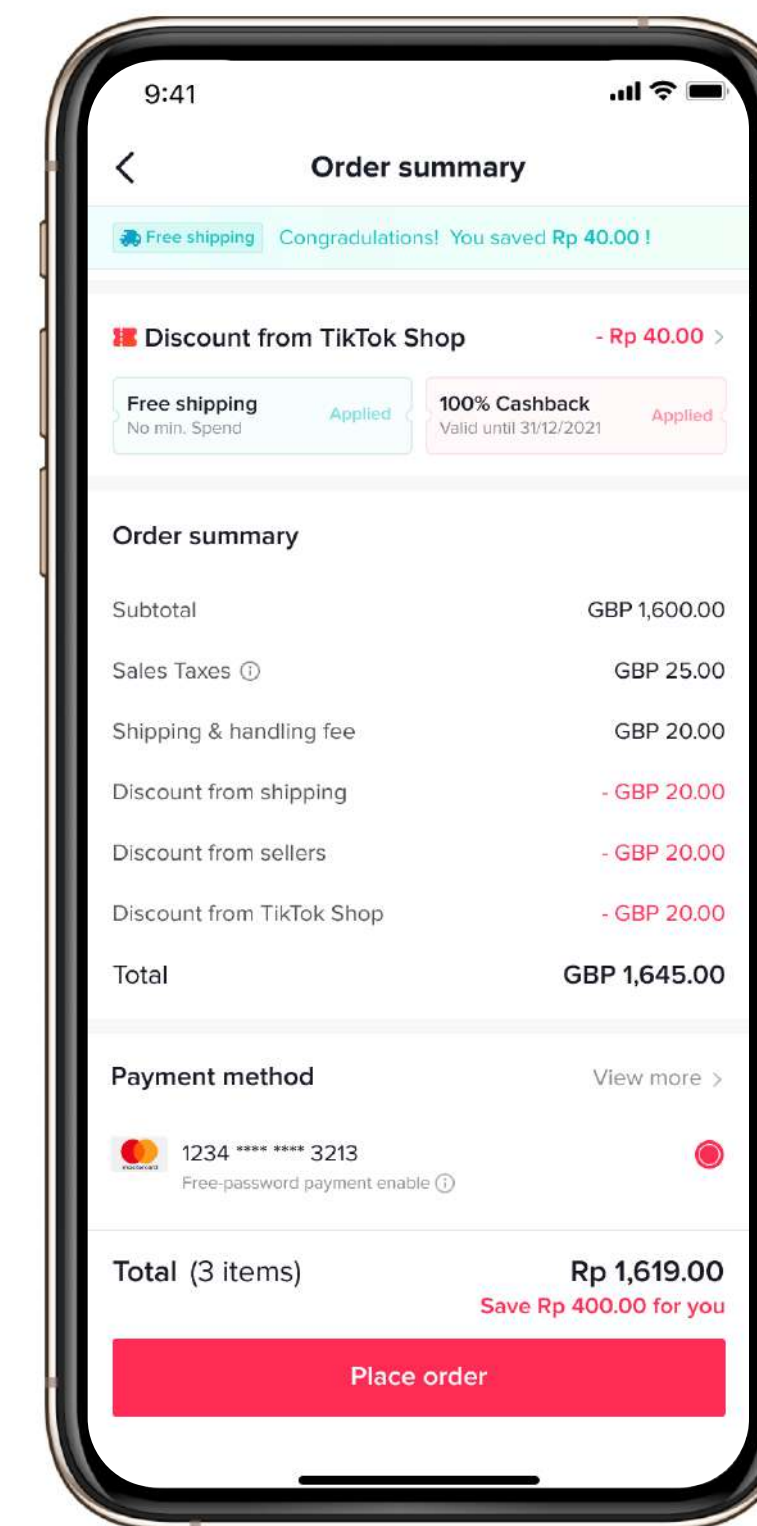 9:41
Order summary
Free shipping Congradulations! You saved Rp 40.00 !
Discount from TikTok Shop - Rp 40.00 >
Free shipping Applied 100% Cashback Applied
No min. Spend Valid until 31/12/2021
Order summary
Subtotal GBP 1,600.00
Sales Taxes GBP 25.00
Shipping & handling fee GBP 20.00
Discount from shipping - GBP 20.00
Discount from sellers - GBP 20.00
Discount from TikTok Shop - GBP 20.00
Total GBP 1,645.00
Payment method View more >
mastercard 1234 **** **** 3213
Free-password payment enable
Total (3 items) Rp 1,619.00
Save Rp 400.00 for you
Place order